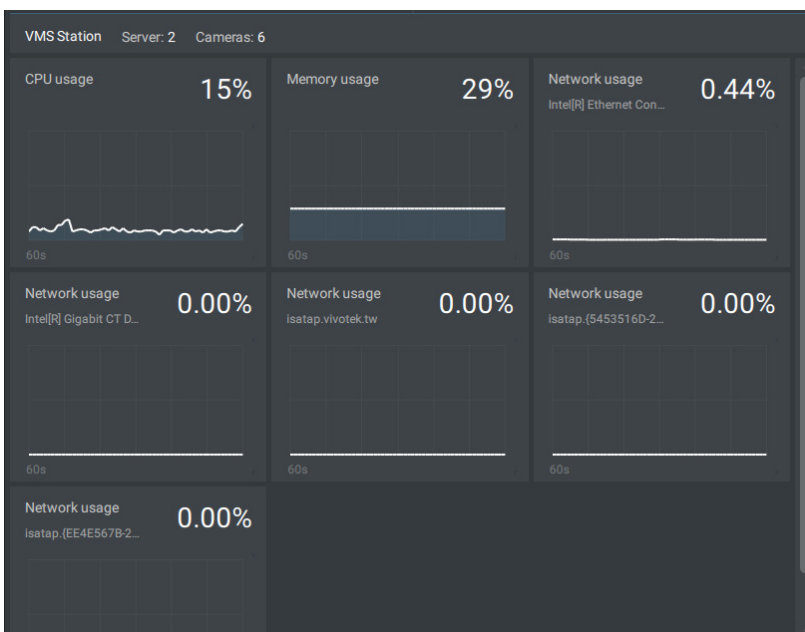 VMS Station Server: 2 Cameras: 6
CPU usage 15%
60s
Memory usage 29%
60s
Network usage 0.44%
Intel[R] Ethernet Con...
60s
Network usage 0.00%
Intel[R] Gigabit CT D...
60s
Network usage 0.00%
isatap.vivotek.tw
60s
Network usage 0.00%
isatap.{5453516D-2...
60s
Network usage 0.00%
isatap.{EE4E567B-2...